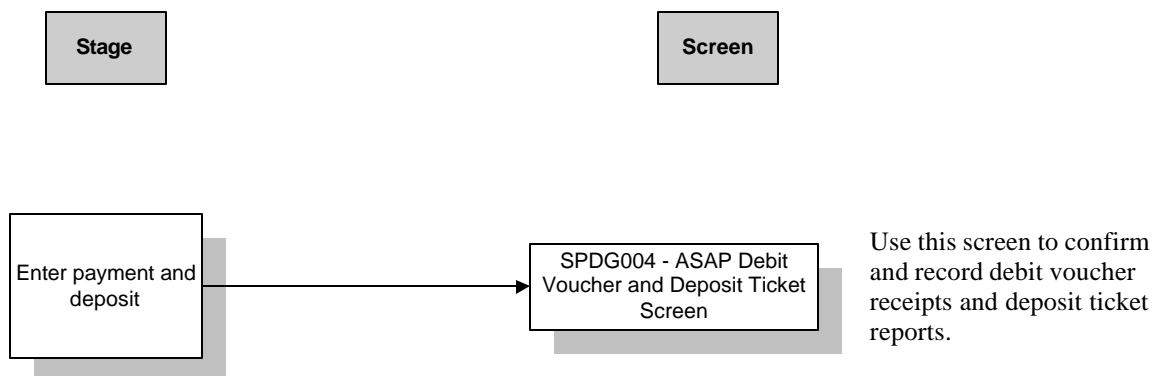 Stage
Screen
Enter payment and
deposit
SPDG004 - ASAP Debit
Voucher and Deposit Ticket
Screen
Use this screen to confirm
and record debit voucher
receipts and deposit ticket
reports.